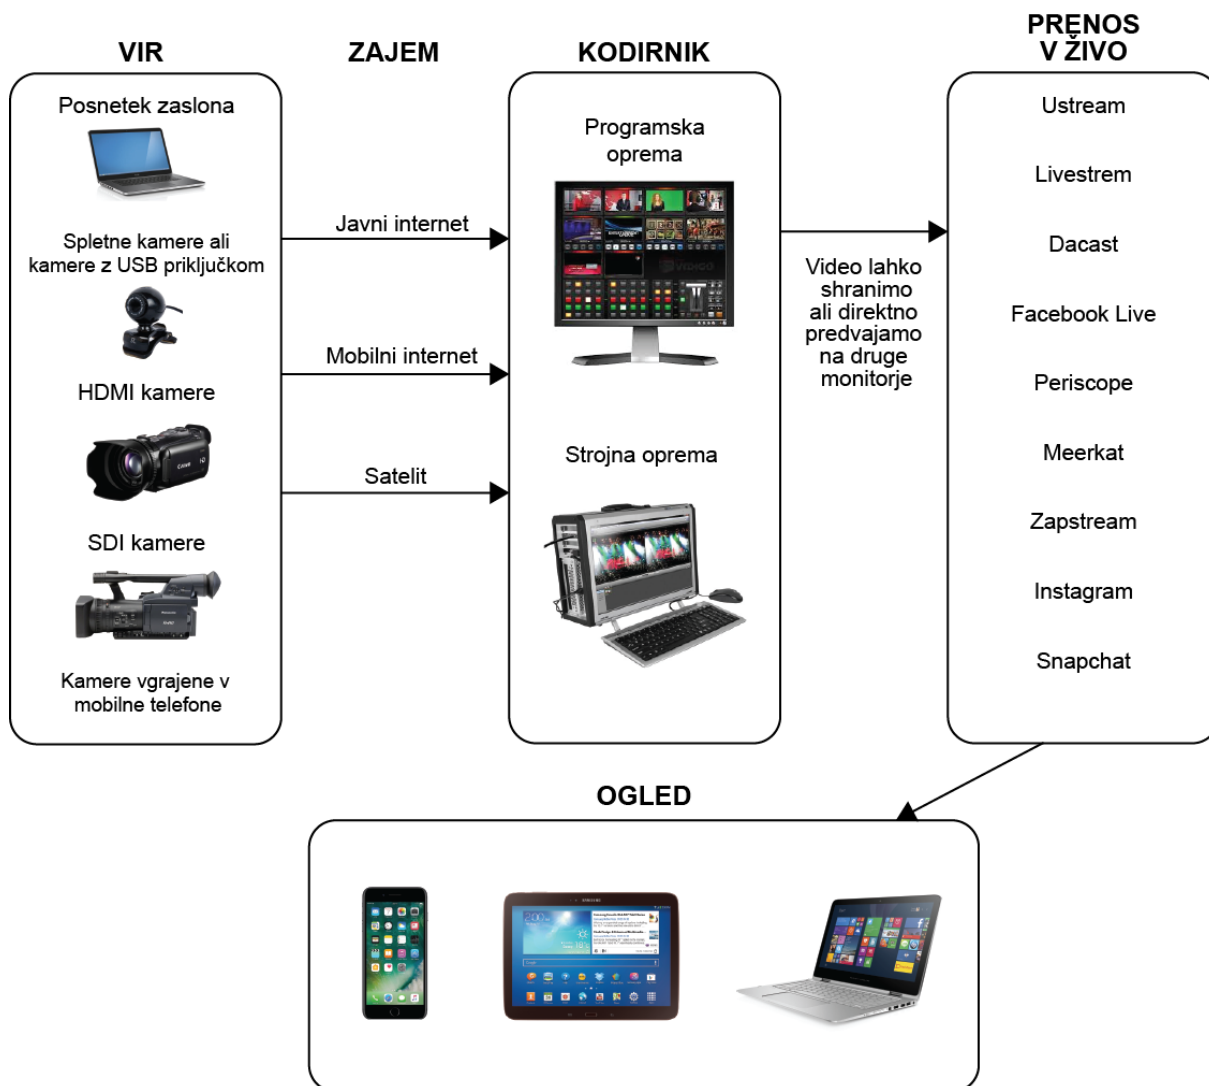 VIR
Posnetek zaslona
Spletne kamere ali
kamere z USB priključkom
HDMI kamere
SDI kamere
Kamere vgrajene v
mobilne telefone
ZAJEM
Javni internet
Mobilni internet
Satelit
KODIRNIK
Programska
oprema
Strojna oprema
Video lahko
shranimo
ali direktno
predvajamo
na druge
monitorje
PRENOS
V ŽIVO
Ustream
Livestrem
Dacast
Facebook Live
Periscope
Meerkat
Zapstream
Instagram
Snapchat
OGLED